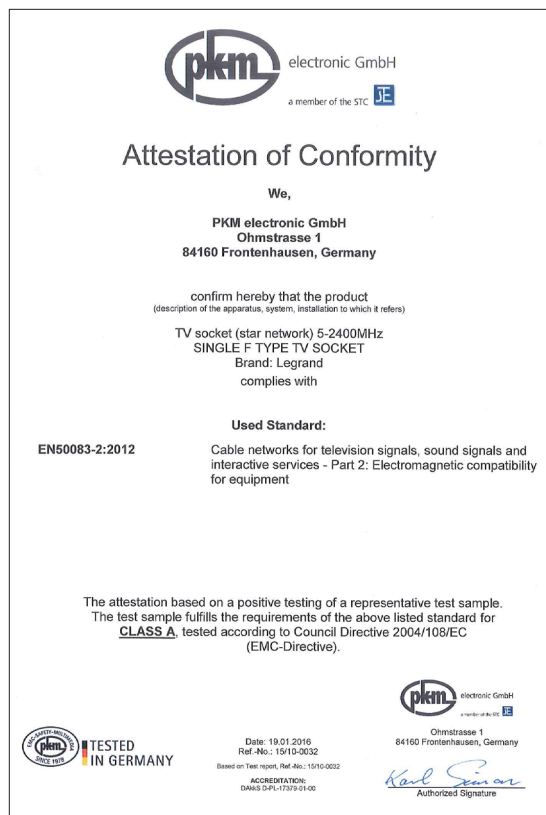 pkm electronic GmbH
a member of the STC
Attestation of Conformity
We,
PKM electronic GmbH
Ohmstrasse 1
84160 Frontenhausen, Germany
confirm hereby that the product
(description of the apparatus, system, installation to which it refers)
TV socket (star network) 5-2400MHz
SINGLE F TYPE TV SOCKET
Brand: Legrand
complies with
Used Standard:
EN50083-2:2012 Cable networks for television signals, sound signals and
interactive services - Part 2: Electromagnetic compatibility
for equipment
The attestation based on a positive testing of a representative test sample.
The test sample fulfills the requirements of the above listed standard for
CLASS A, tested according to Council Directive 2004/108/EC
(EMC-Directive).
EMC-SAFETY-MULTIMEDIA
pkm
SINCE 1978
TESTED
IN GERMANY
Date: 19.01.2016
Ref.-No.: 15/10-0032
Based on Test report, Ref.-No.: 15/10-0032
ACCREDITATION:
DAkkS D-PL-17379-01-00
pkm electronic GmbH
a member of the STC
Ohmstrasse 1
84160 Frontenhausen, Germany
Authorized Signature